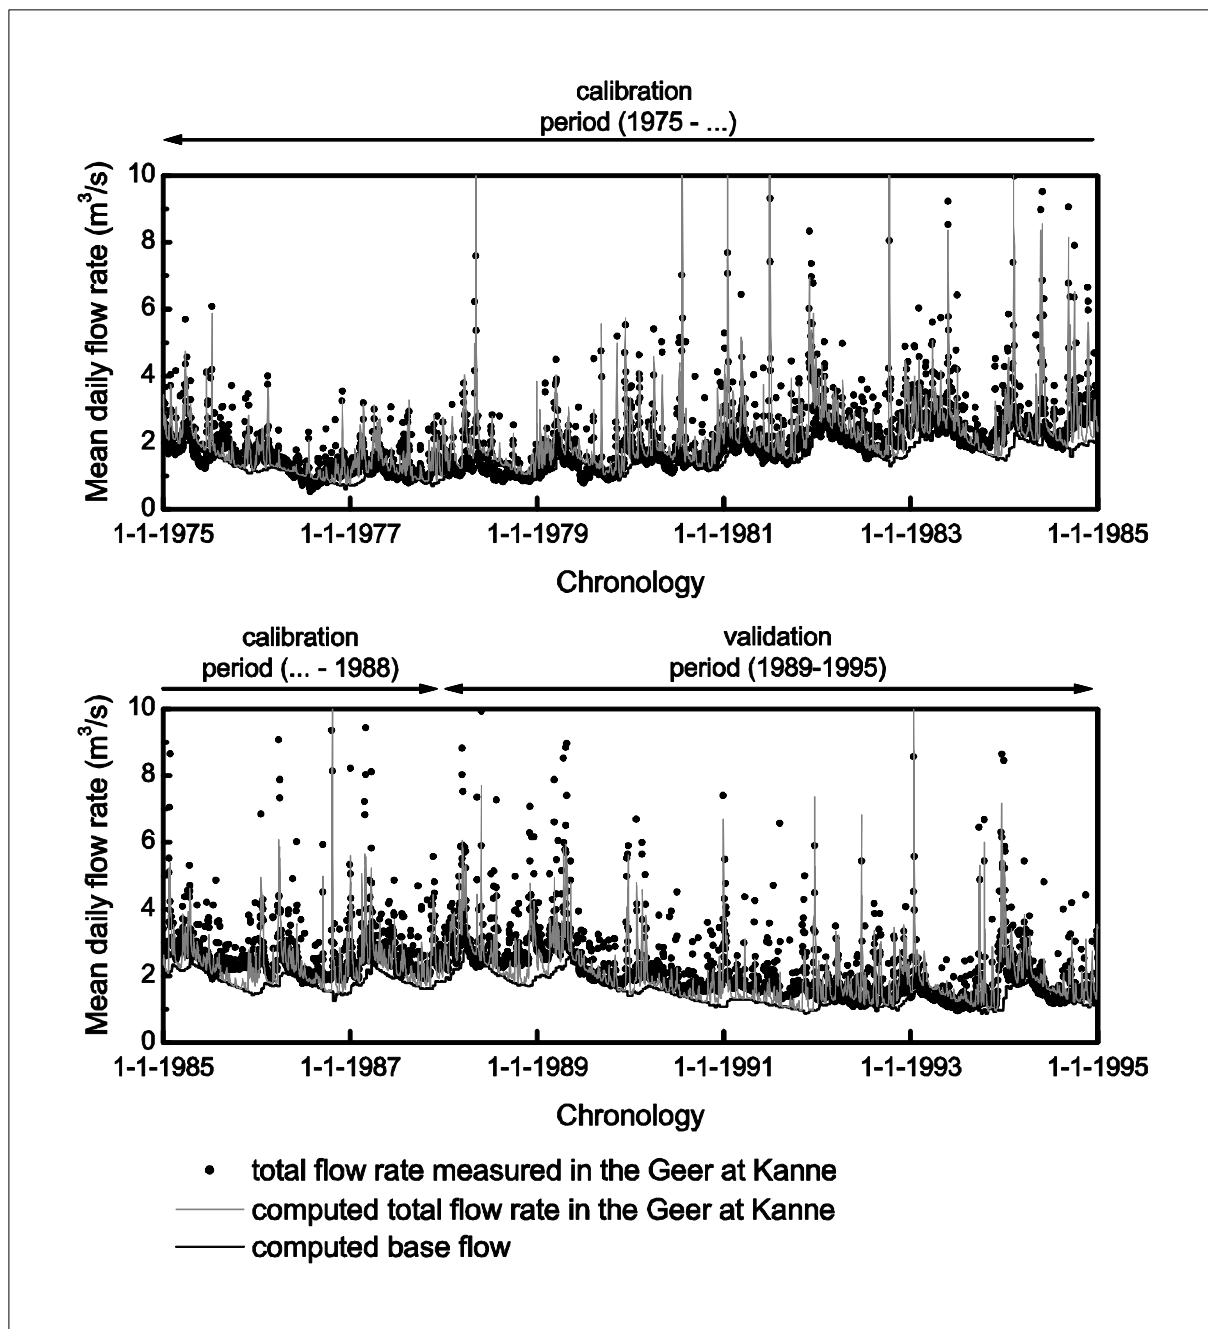 calibration
period (1975 - ...)
Mean daily flow rate (m³/s)
10
8
6
4
2
0
1-1-1975 1-1-1977 1-1-1979 1-1-1981 1-1-1983 1-1-1985
Chronology
calibration
period (... - 1988)
validation
period (1989-1995)
Mean daily flow rate (m³/s)
10
8
6
4
2
0
1-1-1985 1-1-1987 1-1-1989 1-1-1991 1-1-1993 1-1-1995
Chronology
total flow rate measured in the Geer at Kanne
computed total flow rate in the Geer at Kanne
computed base flow